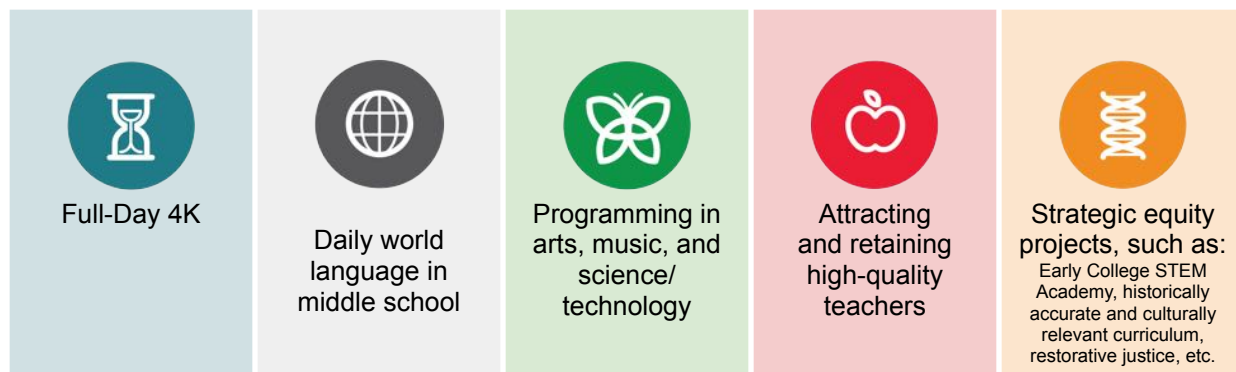 Full-Day 4K
Daily world
language in
middle school
Programming in
arts, music, and
science/
technology
Attracting
and retaining
high-quality
teachers
Strategic equity
projects, such as:
Early College STEM
Academy, historically
accurate and culturally
relevant curriculum,
restorative justice, etc.